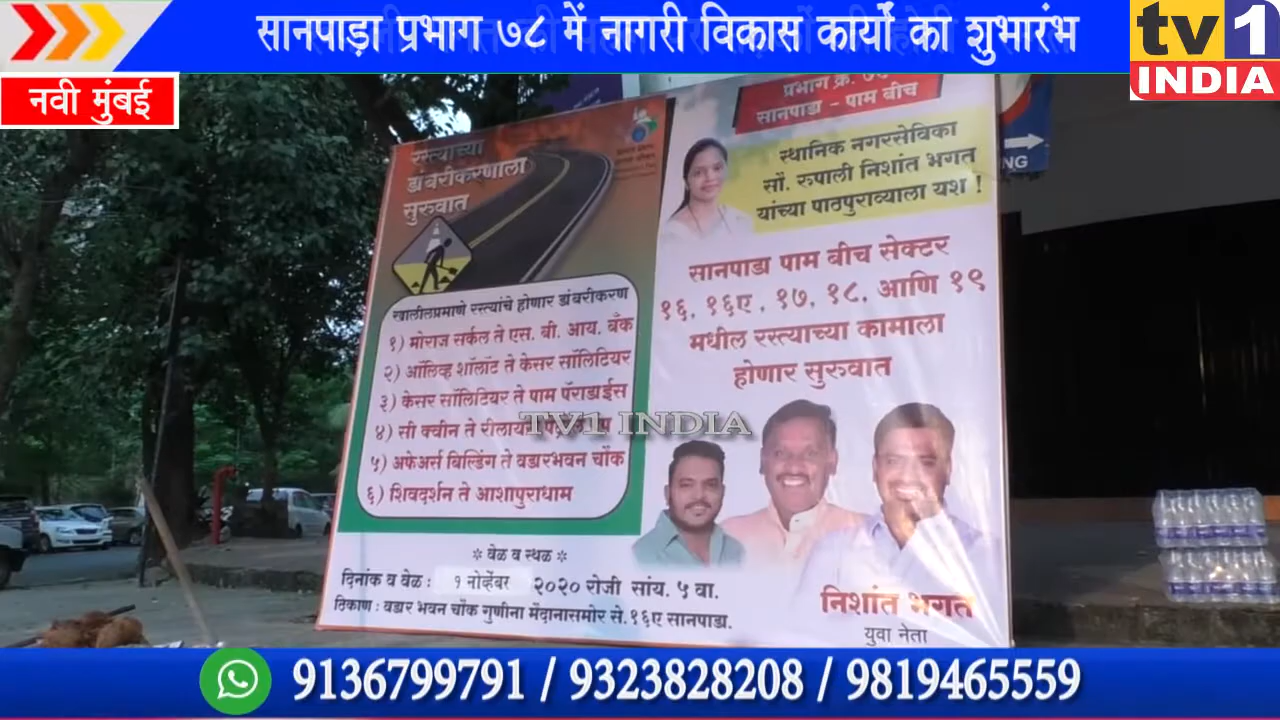 सानपाड़ा प्रभाग ७८ में नागरी विकास कार्यों का शुभारंभ
tv1
INDIA
नवी मुंबई
रस्त्याच्या
डांबरीकरणाला
सुरुवात
खालीलप्रमाणे रस्त्यांचे होणार डांबरीकरण
१) मोराज सर्कल ते एस. बी. आय. बँक
२) ऑलिव्ह शॉलॉट ते केसर सॉलिटियर
३) केसर सॉलिटियर ते पाम पॅराडाईस
४) सी क्वीन ते
५) अफेअर्स बिल्डिंग ते वडारभवन चौक
६) शिवदर्शन ते आशापुराधाम
* वेळ व स्थळ *
दिनांक व वेळ : १ नोव्हेंबर २०२० रोजी सांय. ५ वा.
ठिकाण : वडार भवन चौक गुणीना मेंदानासमोर से.१६ए सानपाडा.
प्रभाग क्र.
सानपाडा - पाम बीच
स्थानिक नगरसेविका
सौ. रुपाली निशांत भगत
यांच्या पाठपुराव्याला यश !
सानपाडा पाम बीच सेक्टर
१६, १६ए, १७, १८, आणि १९
मधील रस्त्याच्या कामाला
होणार सुरुवात
निशांत भगत
युवा नेता
NG
TV1 INDIA
9136799791 / 9323828208 / 9819465559